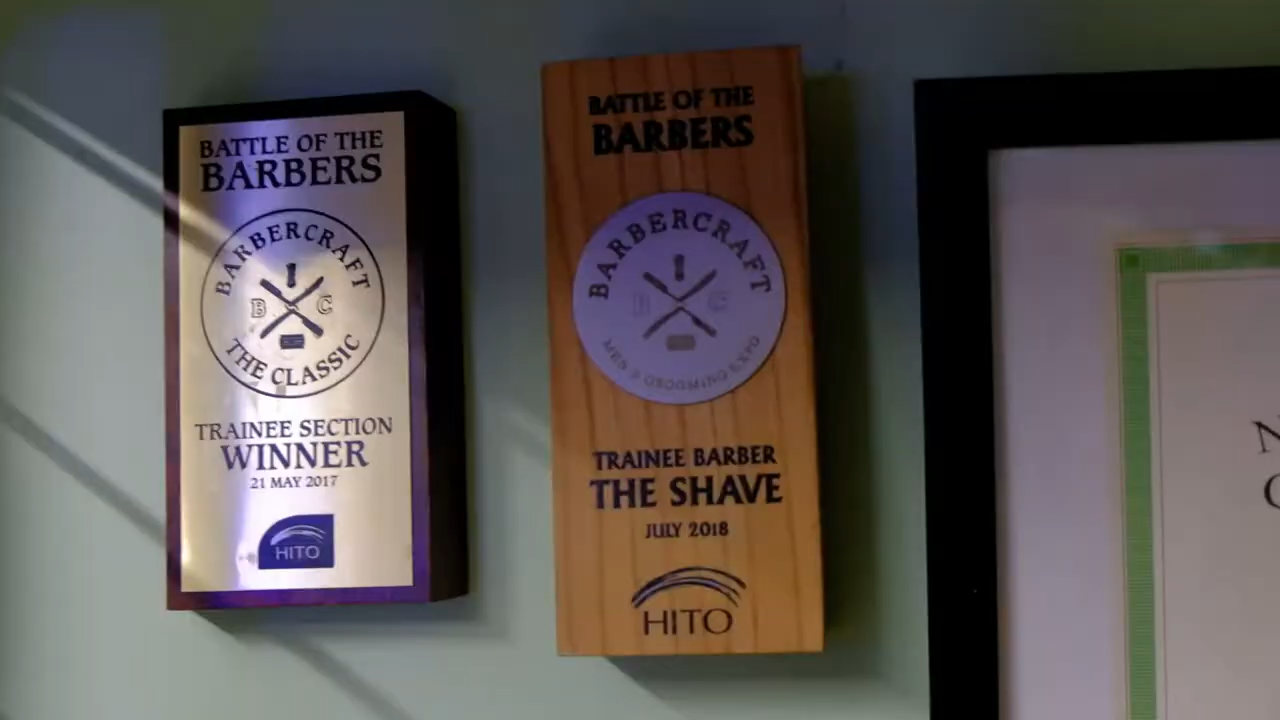 BATTLE OF THE
BARBERS
BARBERCRAFT
B C
THE CLASSIC
TRAINEE SECTION
WINNER
21 MAY 2017
HITO
BATTLE OF THE
BARBERS
BARBERCRAFT
B C
MEN'S GROOMING EXPO
TRAINEE BARBER
THE SHAVE
JULY 2018
HITO